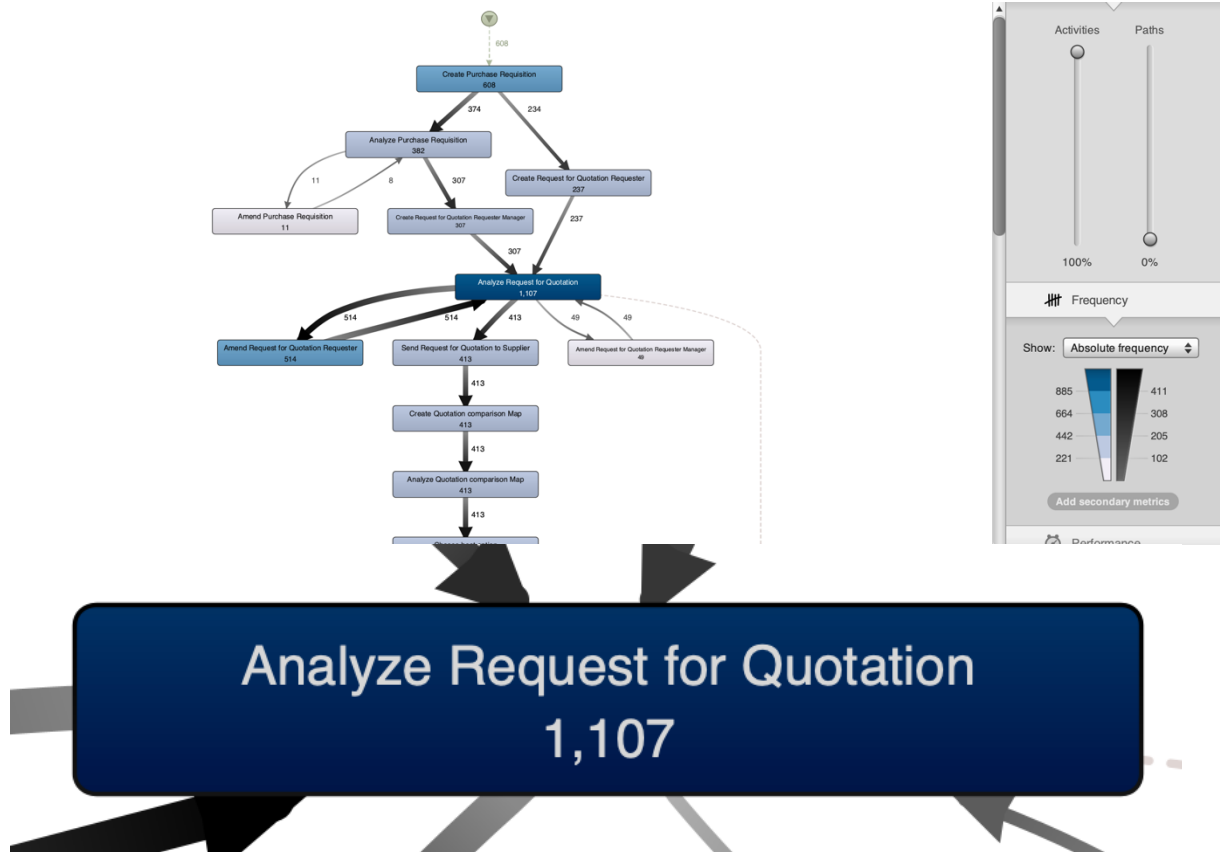 608
Create Purchase Requisition
608
374
234
Analyze Purchase Requisition
382
11
8
307
Create Request for Quotation Requester
237
Amend Purchase Requisition
11
Create Request for Quotation Requester Manager
307
237
307
Analyze Request for Quotation
1,107
514
514
413
49
49
Amend Request for Quotation Requester
514
Send Request for Quotation to Supplier
413
Amend Request for Quotation Requester Manager
49
413
Create Quotation comparison Map
413
413
Analyze Quotation comparison Map
413
413
Activities
Paths
100%
0%
Frequency
Show:
Absolute frequency
885
411
664
308
442
205
221
102
Add secondary metrics
Performance
Analyze Request for Quotation
1,107